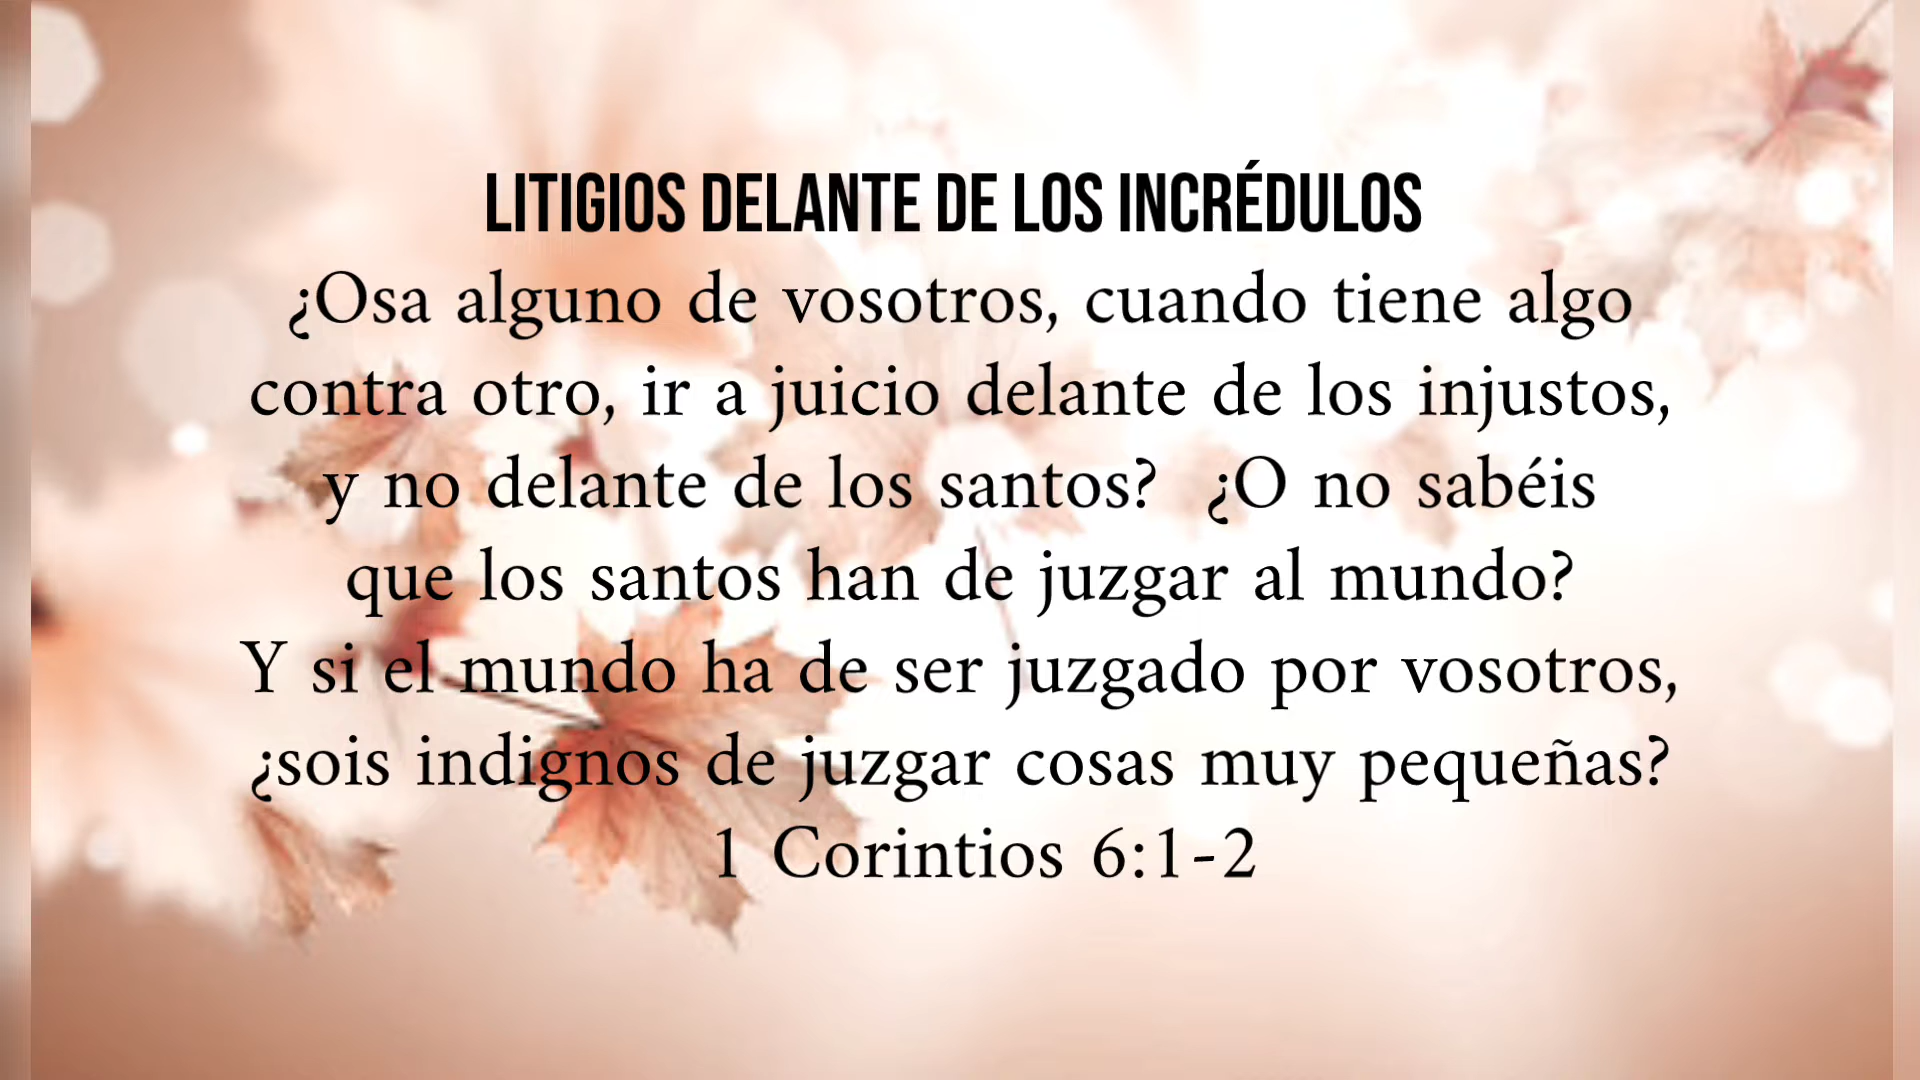 LITIGIOS DELANTE DE LOS INCRÉDULOS
¿Osa alguno de vosotros, cuando tiene algo
contra otro, ir a juicio delante de los injustos,
y no delante de los santos? ¿O no sabéis
que los santos han de juzgar al mundo?
Y si el mundo ha de ser juzgado por vosotros,
¿sois indignos de juzgar cosas muy pequeñas?
1 Corintios 6:1-2